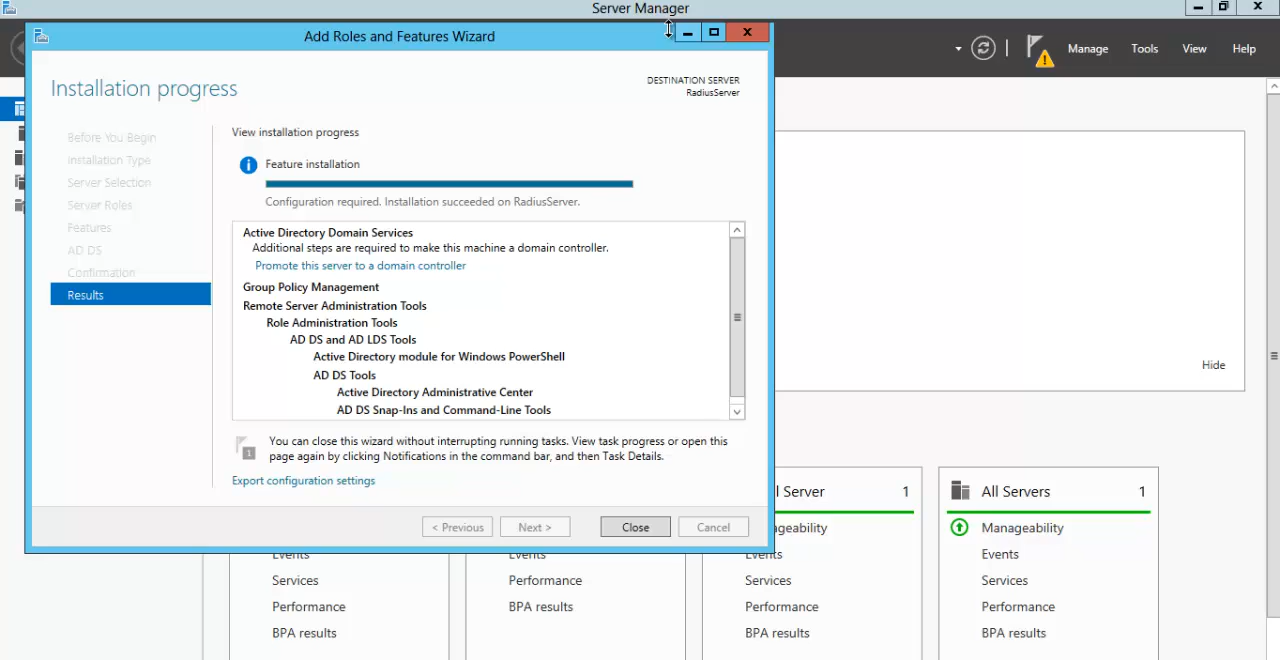 Server Manager
Manage Tools View Help
Add Roles and Features Wizard
Installation progress
DESTINATION SERVER
RadiusServer
Before You Begin
Installation Type
Server Selection
Server Roles
Features
AD DS
Confirmation
Results
View installation progress
Feature installation
Configuration required. Installation succeeded on RadiusServer.
Active Directory Domain Services
Additional steps are required to make this machine a domain controller.
Promote this server to a domain controller
Group Policy Management
Remote Server Administration Tools
Role Administration Tools
AD DS and AD LDS Tools
Active Directory module for Windows PowerShell
AD DS Tools
Active Directory Administrative Center
AD DS Snap-Ins and Command-Line Tools
1
You can close this wizard without interrupting running tasks. View task progress or open this
page again by clicking Notifications in the command bar, and then Task Details.
Export configuration settings
< Previous Next > Close Cancel
Hide
Events
Services
Performance
BPA results
Events
Performance
BPA results
l Server 1
ageability
Events
Services
Performance
BPA results
All Servers 1
Manageability
Events
Services
Performance
BPA results